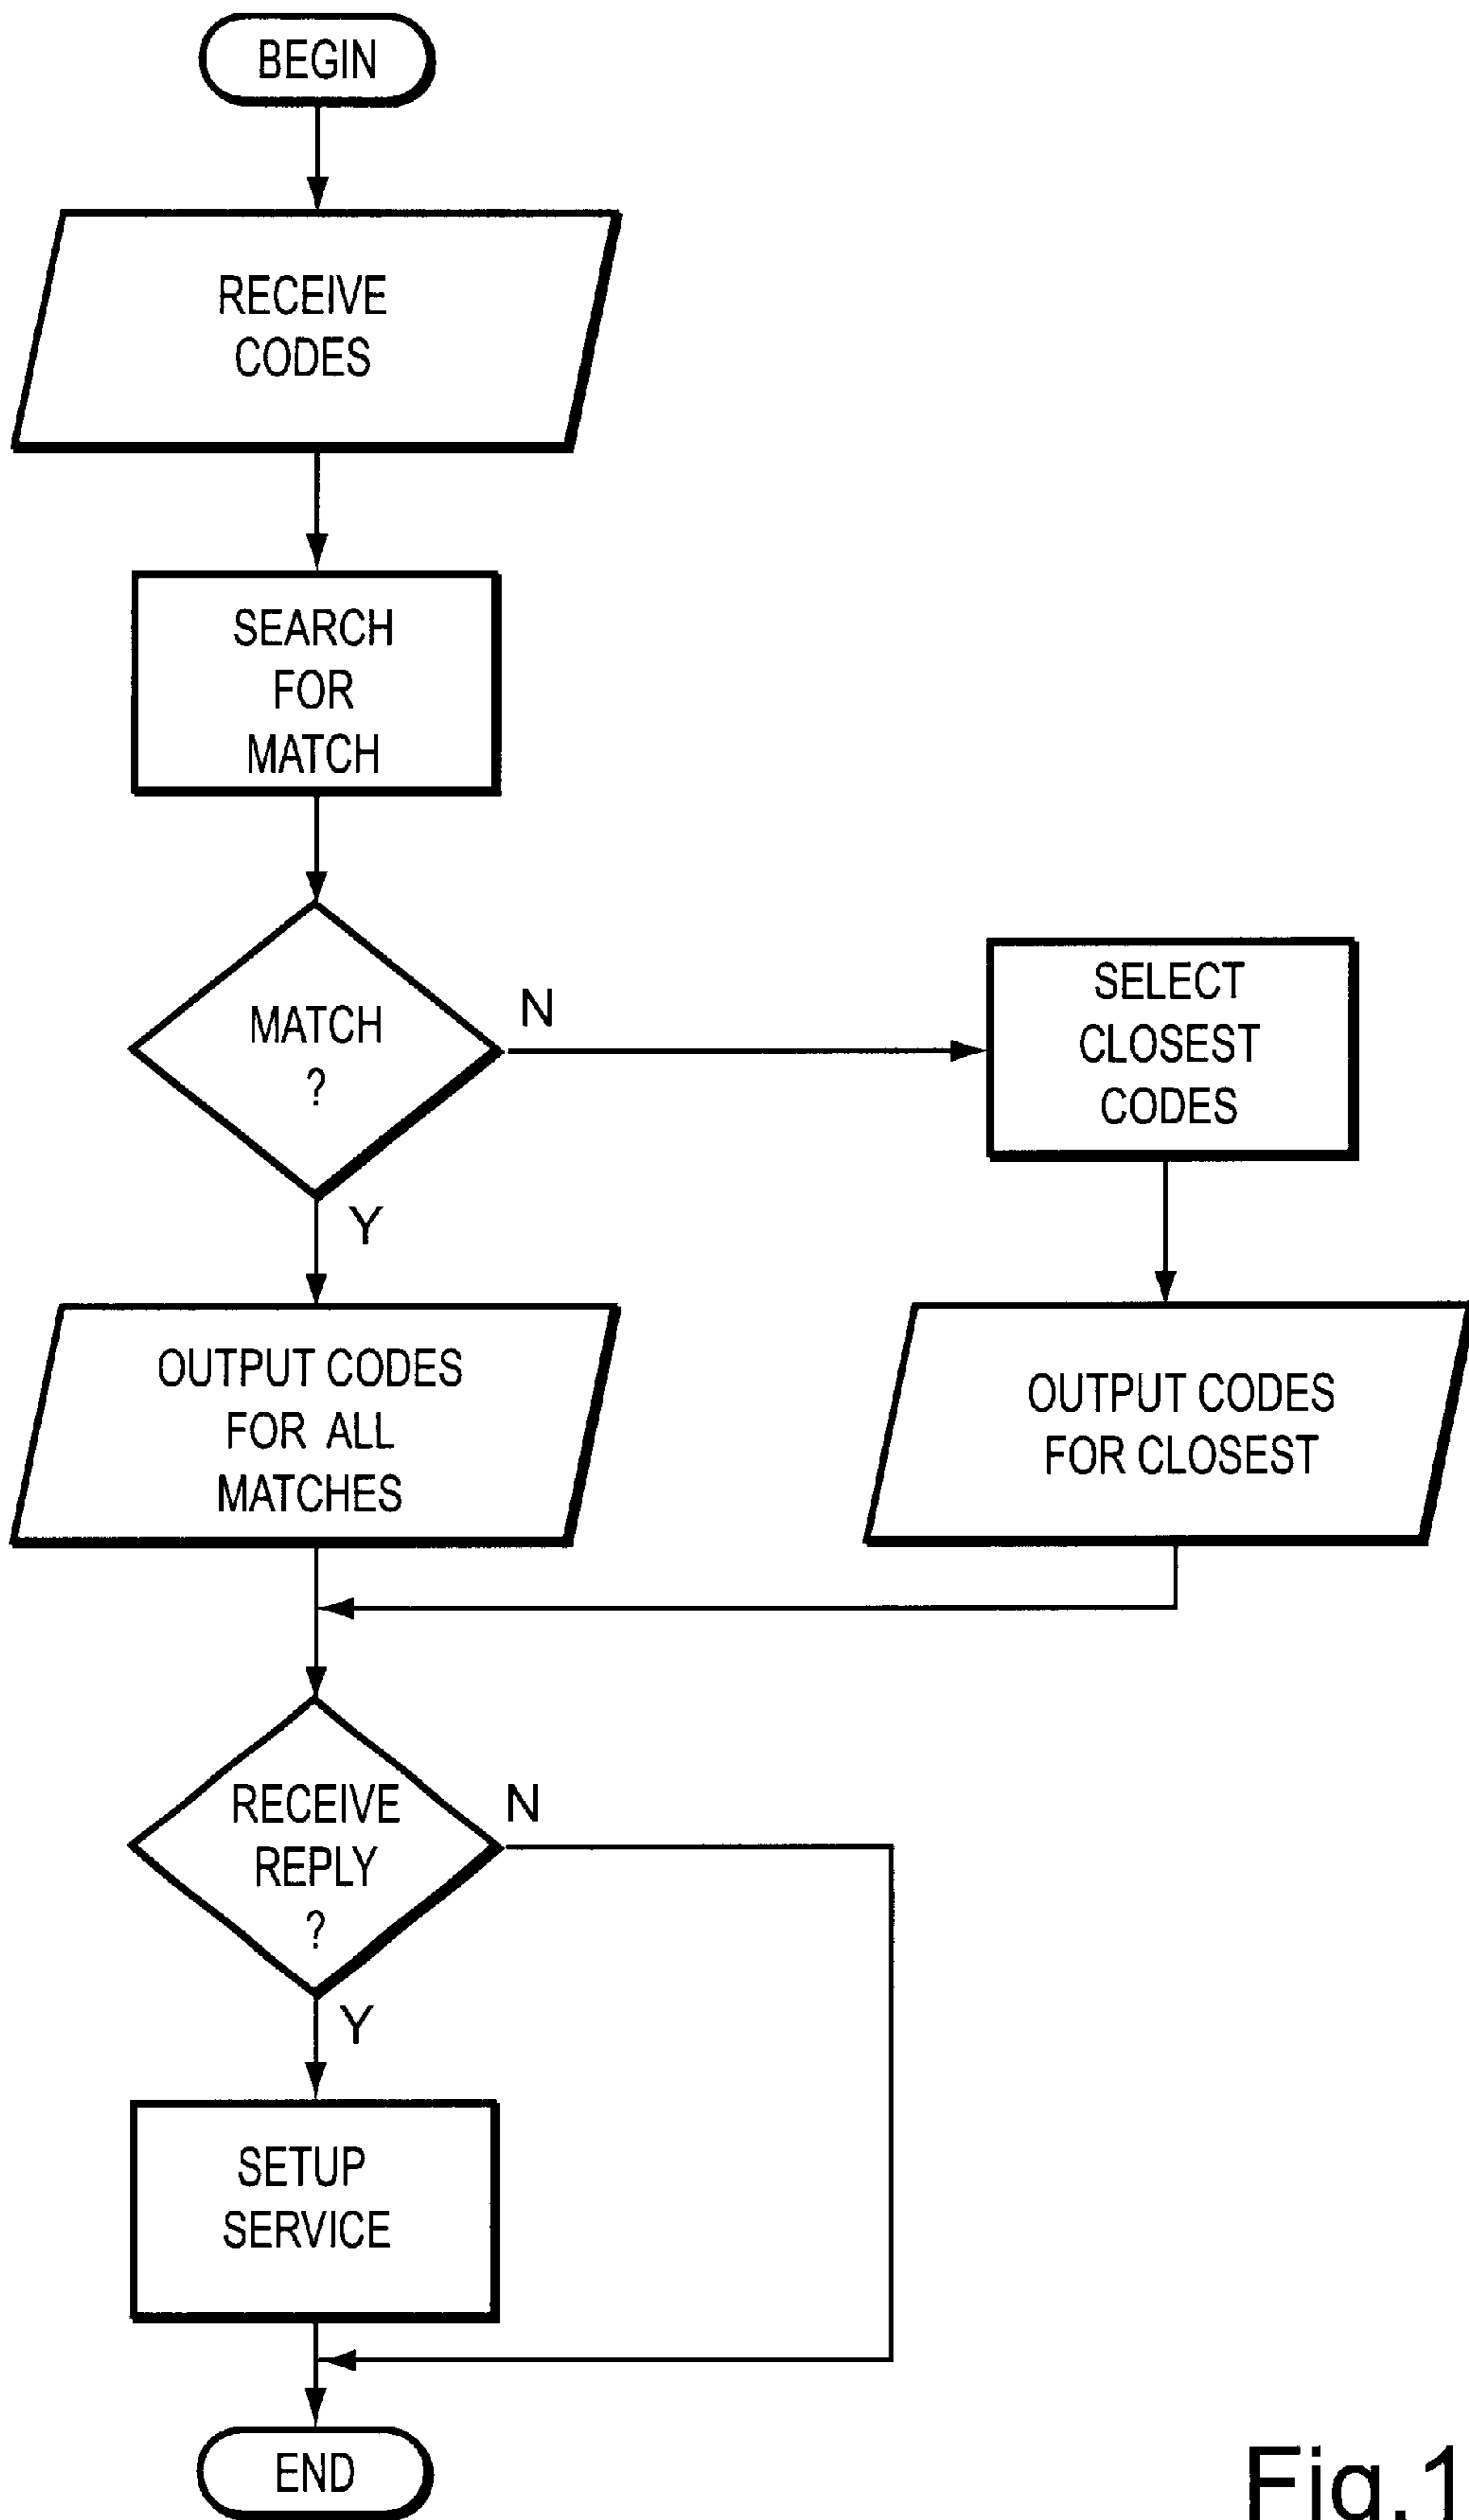 BEGIN
RECEIVE
CODES
SEARCH
FOR
MATCH
MATCH
?
N
Y
SELECT
CLOSEST
CODES
OUTPUT CODES
FOR ALL
MATCHES
OUTPUT CODES
FOR CLOSEST
RECEIVE
REPLY
?
N
Y
SETUP
SERVICE
END
Fig.1